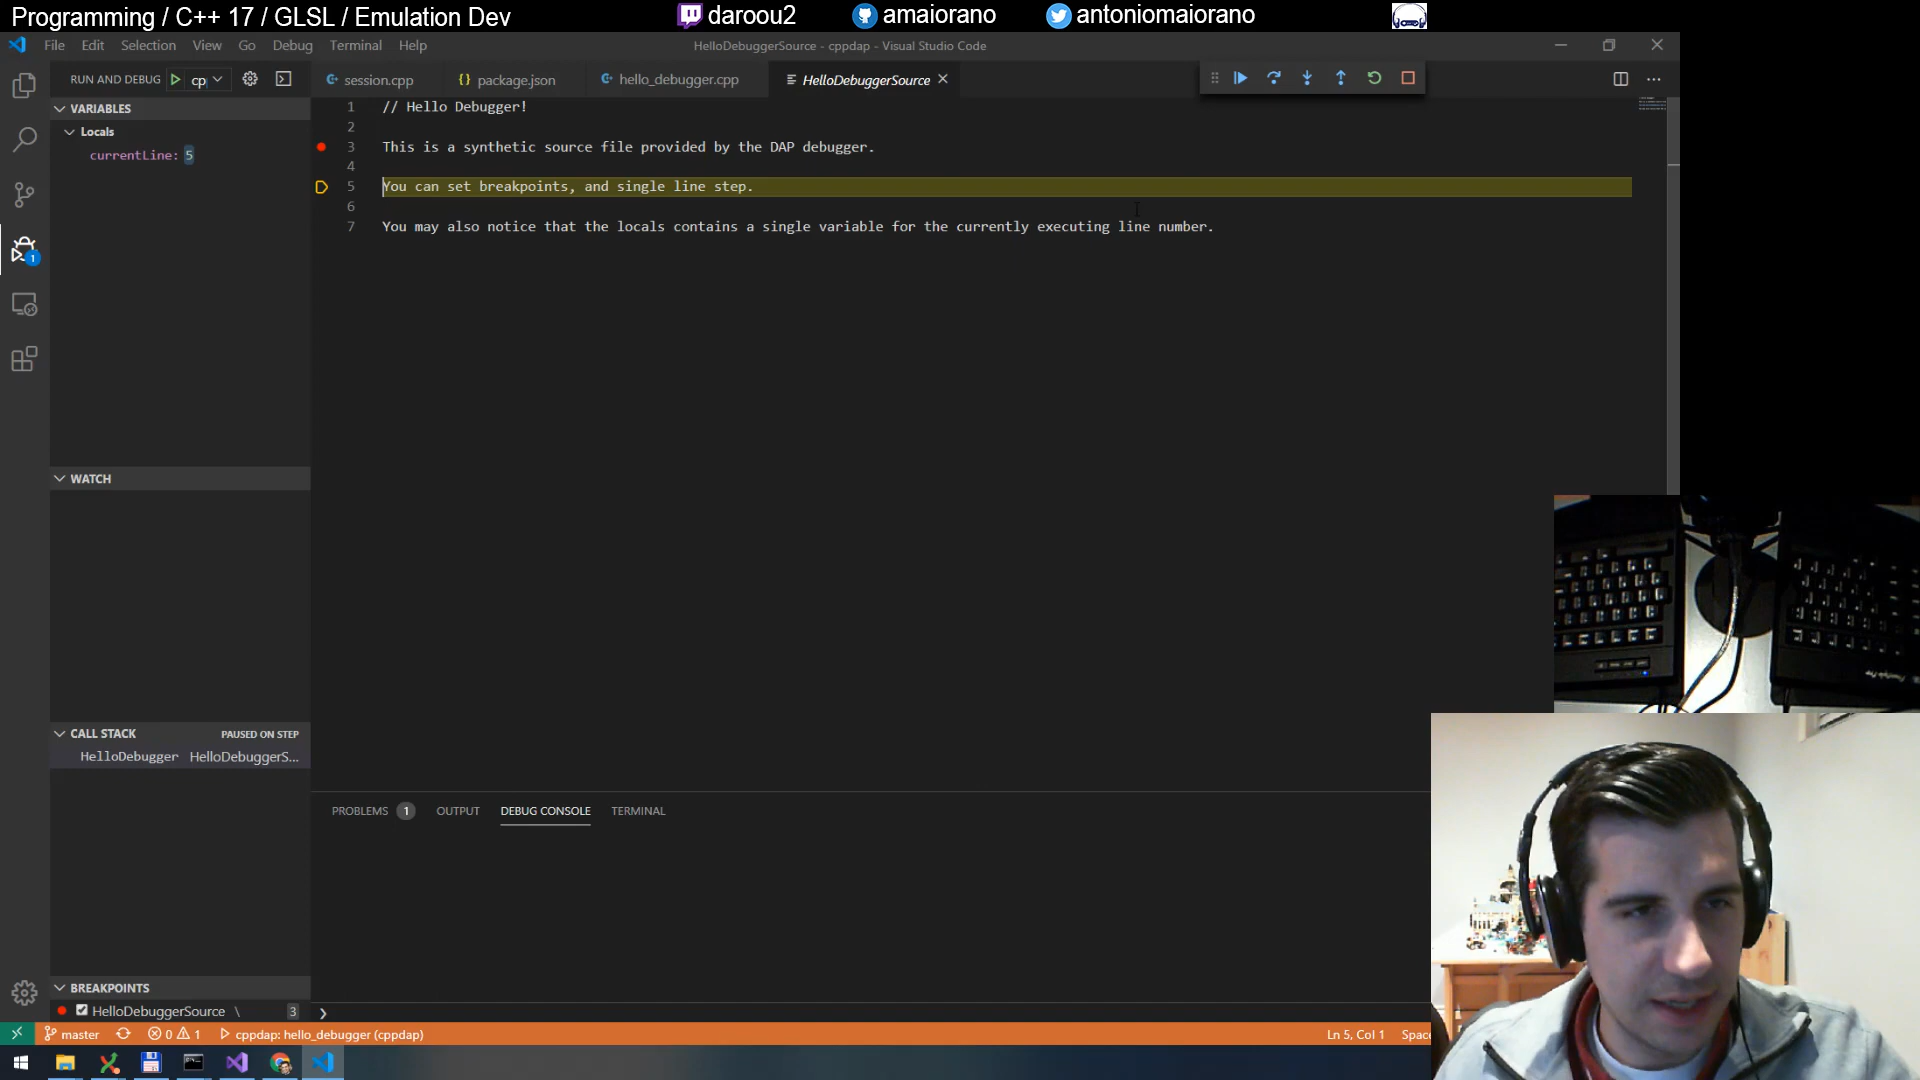 Programming / C++ 17 / GLSL / Emulation Dev
daroou2
amaiorano
antoniomaiorano
File Edit Selection View Go Debug Terminal Help
HelloDebuggerSource - cppdap - Visual Studio Code
RUN AND DEBUG
cp
session.cpp
{} package.json
hello_debugger.cpp
HelloDebuggerSource
VARIABLES
Locals
currentLine: 5
1 // Hello Debugger!
2
3 This is a synthetic source file provided by the DAP debugger.
4
5 You can set breakpoints, and single line step.
6
7 You may also notice that the locals contains a single variable for the currently executing line number.
1
WATCH
CALL STACK
PAUSED ON STEP
HelloDebugger HelloDebuggerS...
PROBLEMS 1 OUTPUT DEBUG CONSOLE TERMINAL
BREAKPOINTS
HelloDebuggerSource \ 3
master
0 1
cppdap: hello_debugger (cppdap)
Ln 5, Col 1